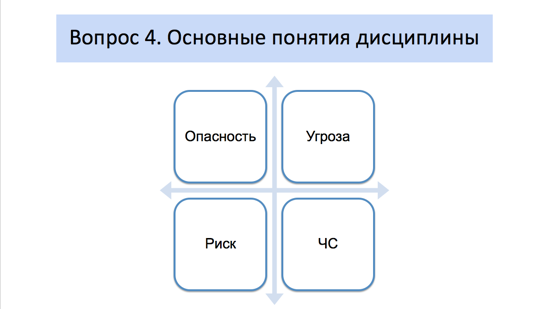 Вопрос 4. Основные понятия дисциплины
Опасность
Угроза
Риск
ЧС